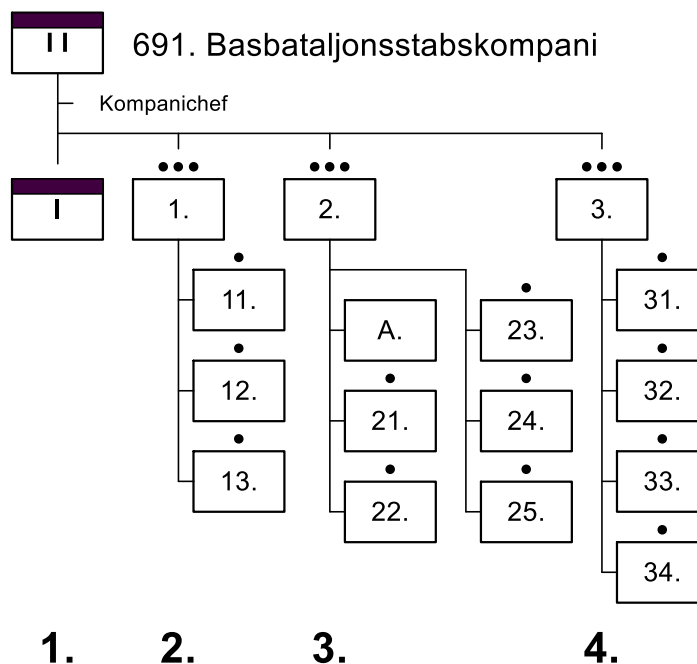 II 691. Basbataljonsstabskompani
Kompanichef
I 1. 2. 3.
11. 31.
A. 23.
12. 32.
21. 24.
13. 33.
22. 25.
34.
1. 2. 3. 4.